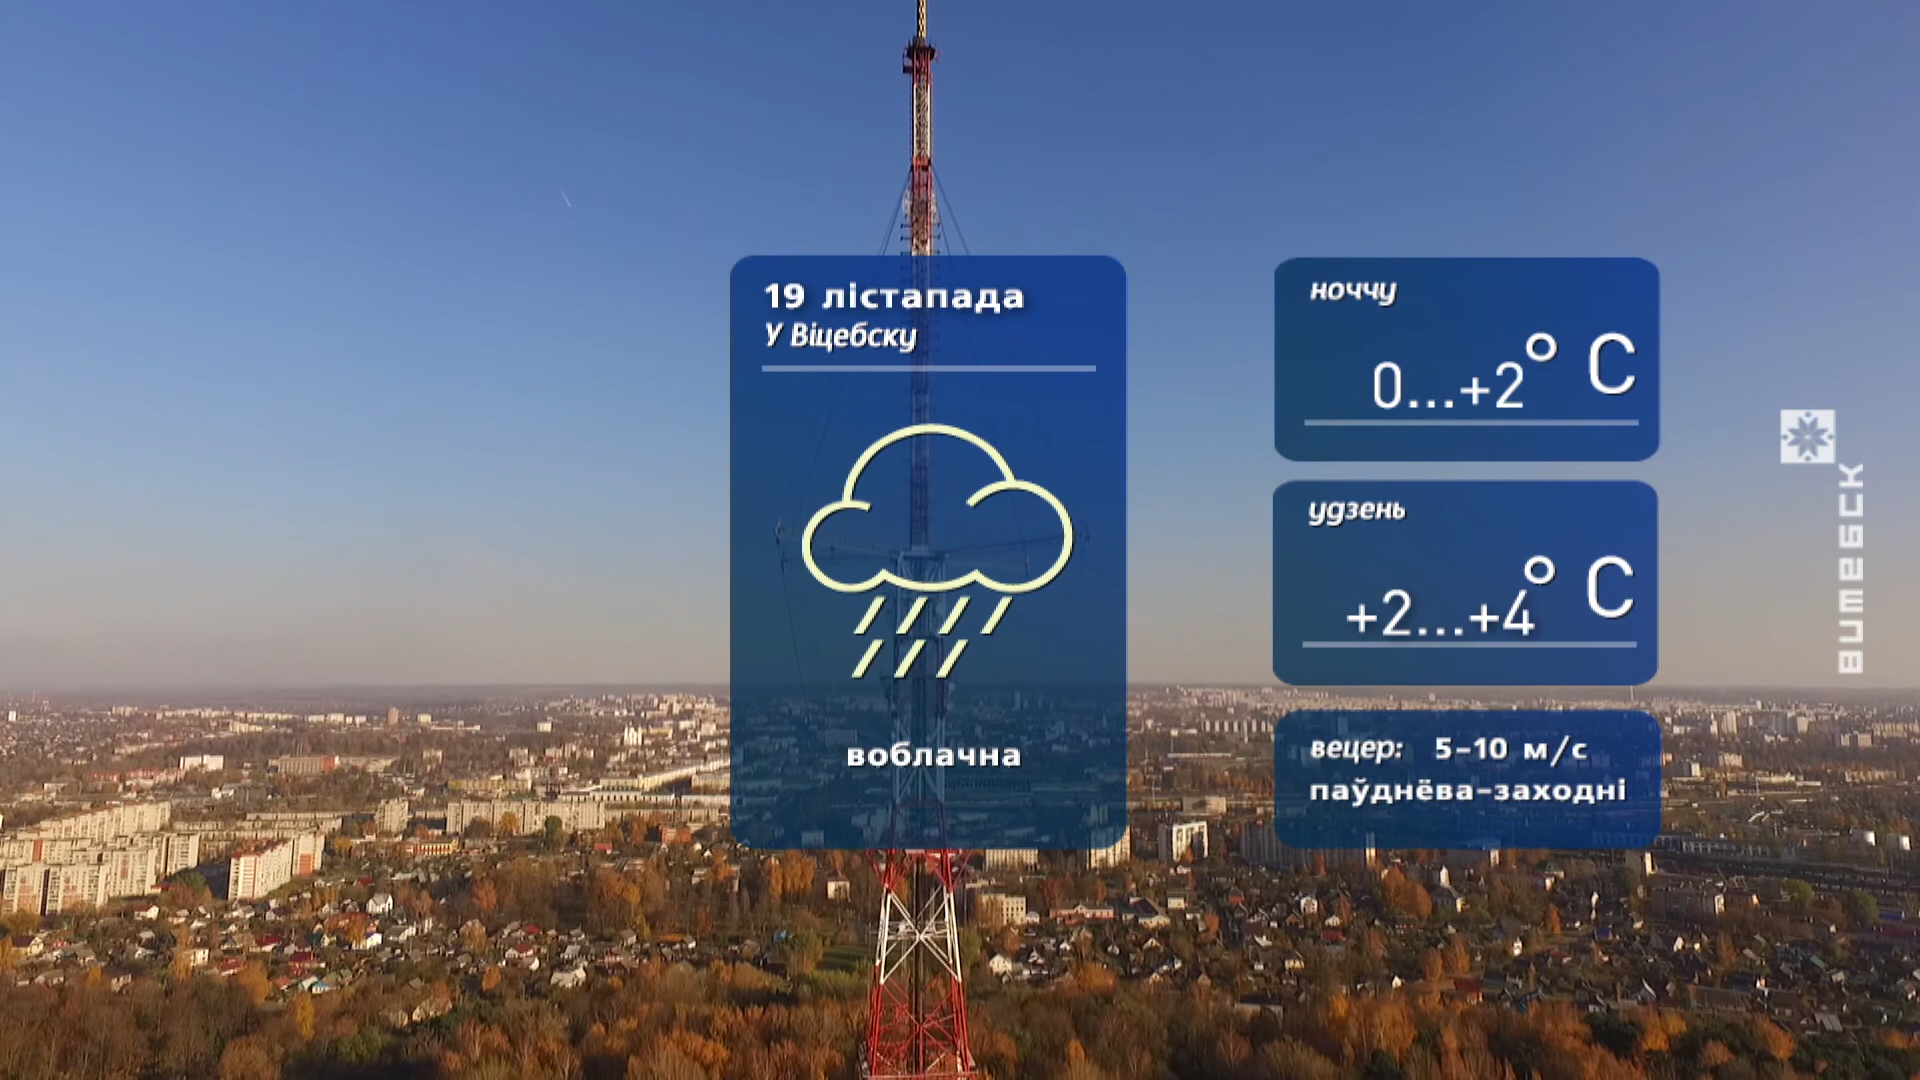 19 лістапада
У Віцебску
воблачна
ноччу
0...+2° C
удзень
+2...+4° C
вецер: 5-10 м/с
паўднёва-заходні
витебск